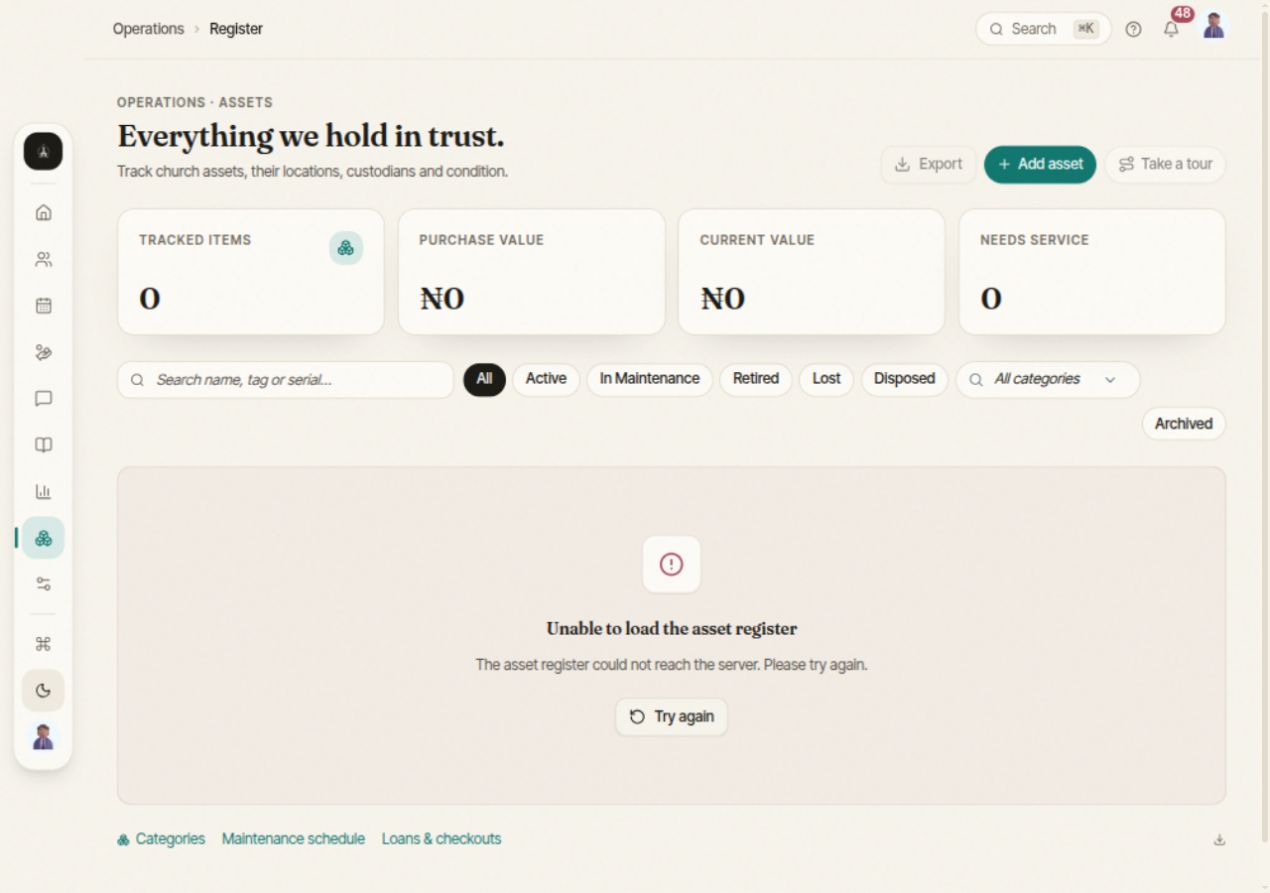 Operations › Register
Search ⌘K
48
OPERATIONS · ASSETS
Everything we hold in trust.
Track church assets, their locations, custodians and condition.
Export
+ Add asset
Take a tour
TRACKED ITEMS
0
PURCHASE VALUE
₦0
CURRENT VALUE
₦0
NEEDS SERVICE
0
Search name, tag or serial...
All
Active
In Maintenance
Retired
Lost
Disposed
All categories
Archived
Unable to load the asset register
The asset register could not reach the server. Please try again.
Try again
Categories
Maintenance schedule
Loans & checkouts